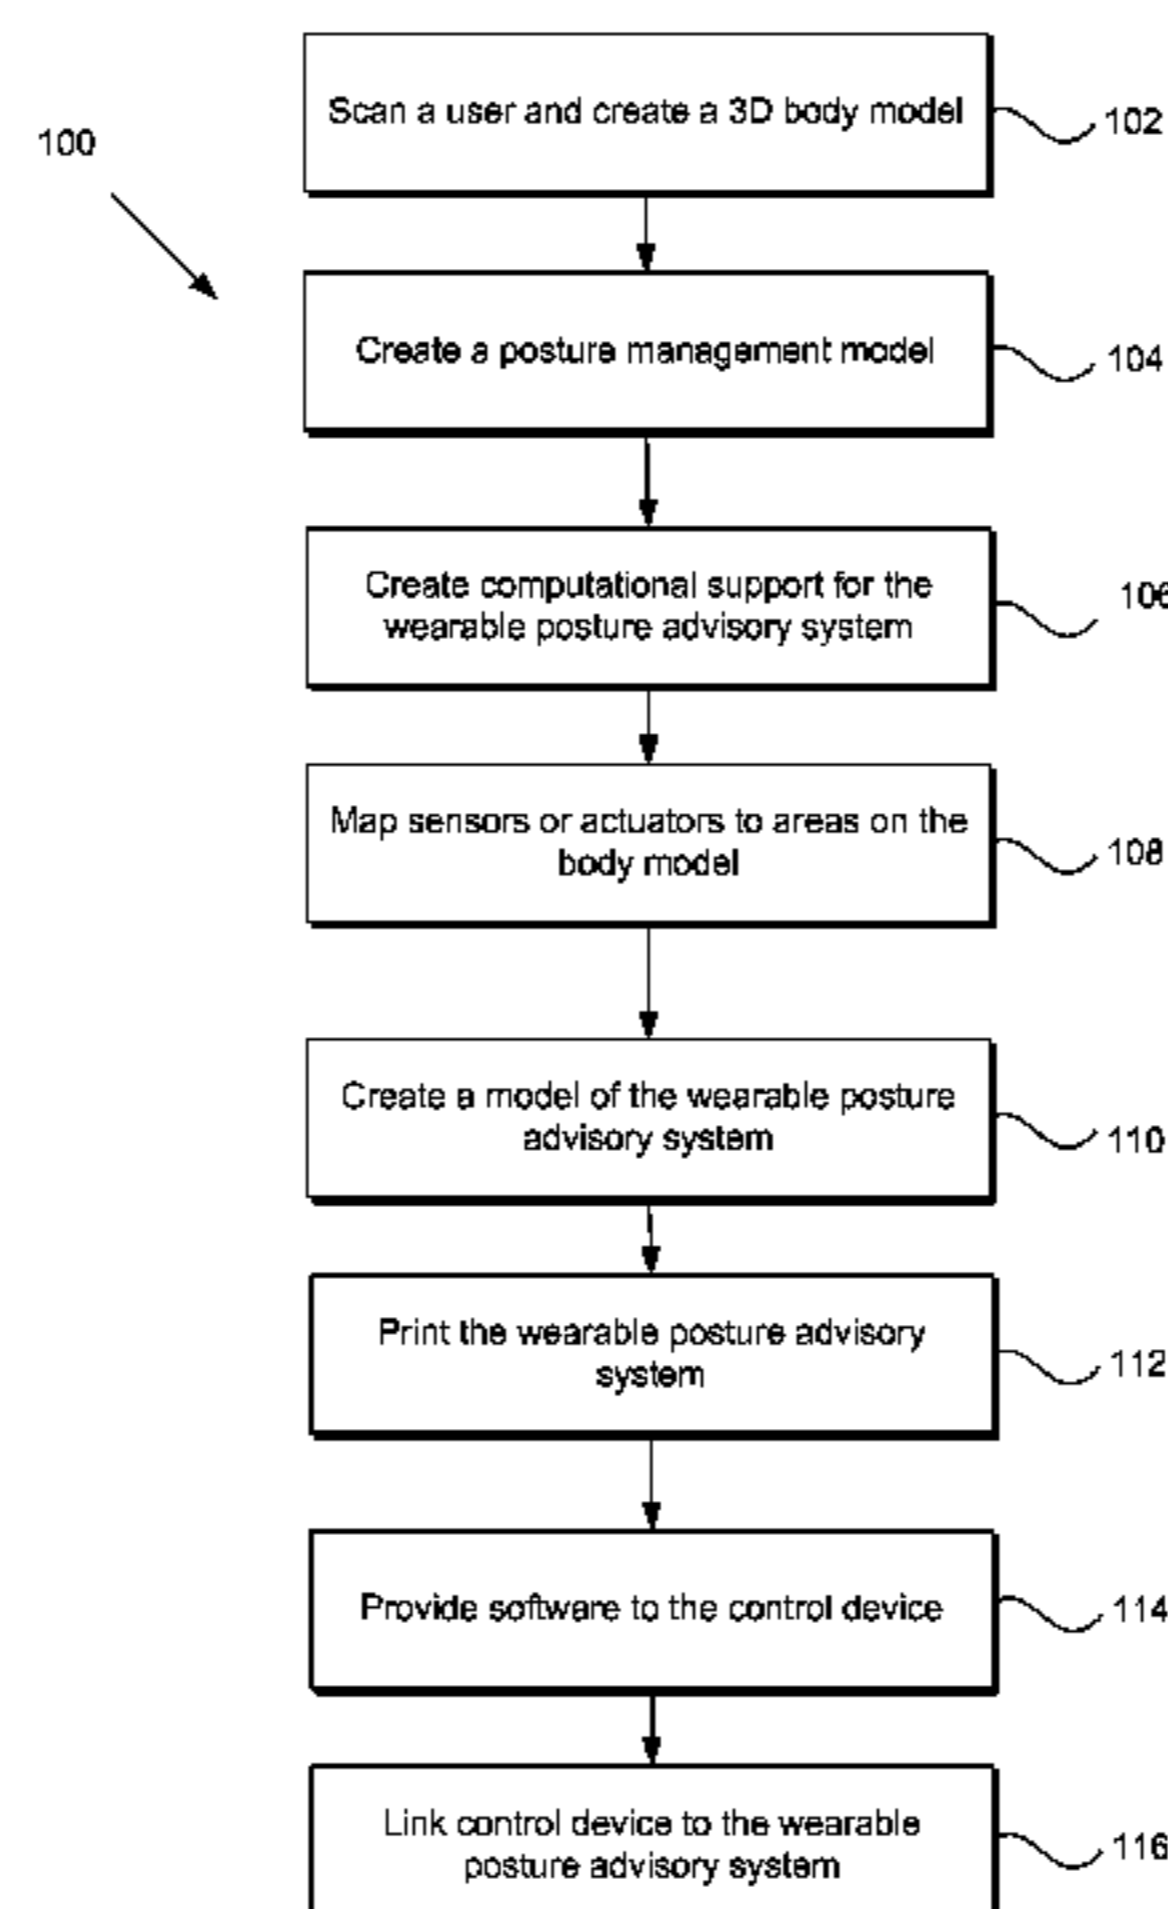 100
Scan a user and create a 3D body model
102
Create a posture management model
104
Create computational support for the
wearable posture advisory system
106
Map sensors or actuators to areas on the
body model
108
Create a model of the wearable posture
advisory system
110
Print the wearable posture advisory
system
112
Provide software to the control device
114
Link control device to the wearable
posture advisory system
116